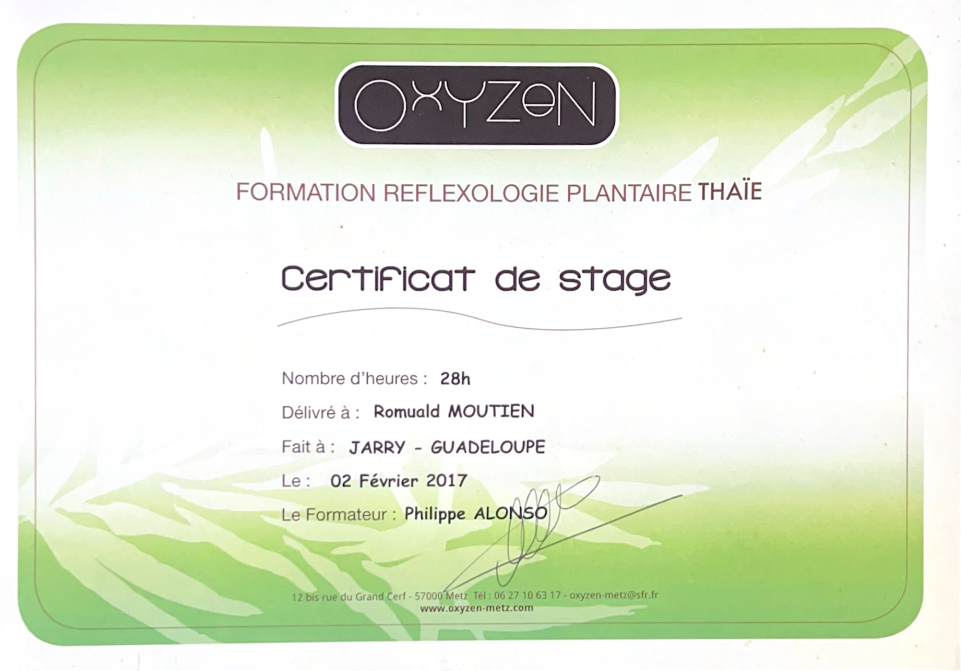 OXYZEN
FORMATION REFLEXOLOGIE PLANTAIRE THAÏE
Certificat de stage
Nombre d'heures : 28h
Délivré à : Romuald MOUTIEN
Fait à : JARRY - GUADELOUPE
Le : 02 Février 2017
Le Formateur : Philippe ALONSO
12 bis rue du Grand Cerf - 57000 Metz Tél : 06 27 10 63 17 - oxyzen-metz@sfr.fr
www.oxyzen-metz.com